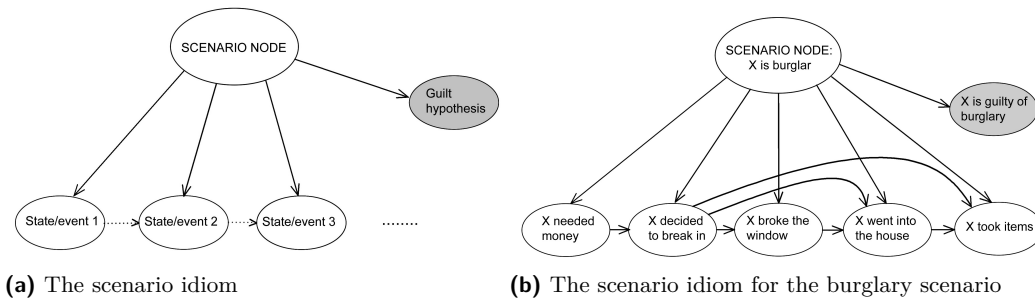 SCENARIO NODE
Guilt
hypothesis
State/event 1
State/event 2
State/event 3
........
(a) The scenario idiom
SCENARIO NODE:
X is burglar
X is guilty of
burglary
X needed
money
X decided
to break in
X broke the
window
X went into
the house
X took items
(b) The scenario idiom for the burglary scenario